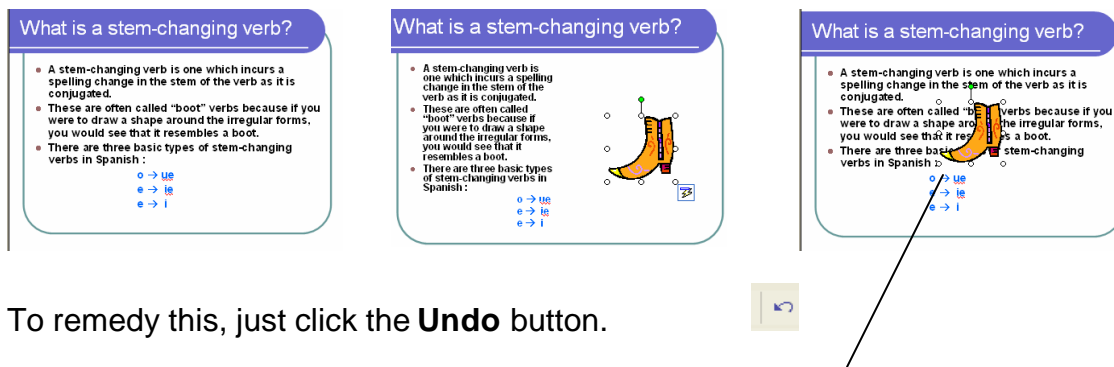 What is a stem-changing verb?
A stem-changing verb is one which incurs a
spelling change in the stem of the verb as it is
conjugated.
These are often called “boot” verbs because if you
were to draw a shape around the irregular forms,
you would see that it resembles a boot.
There are three basic types of stem-changing
verbs in Spanish :
o → ue
e → ie
e → i
What is a stem-changing verb?
A stem-changing verb is
one which incurs a spelling
change in the stem of the
verb as it is conjugated.
These are often called
“boot” verbs because if
you were to draw a shape
around the irregular forms,
you would see that it
resembles a boot.
There are three basic types
of stem-changing verbs in
Spanish :
o → ue
e → ie
e → i
What is a stem-changing verb?
A stem-changing verb is one which incurs a
spelling change in the stem of the verb as it is
conjugated.
These are often called verbs because if you
were to draw a shape the irregular forms,
you would see that it a boot.
There are three stem-changing
verbs in Spanish :
o → ue
e → ie
e → i
To remedy this, just click the Undo button.